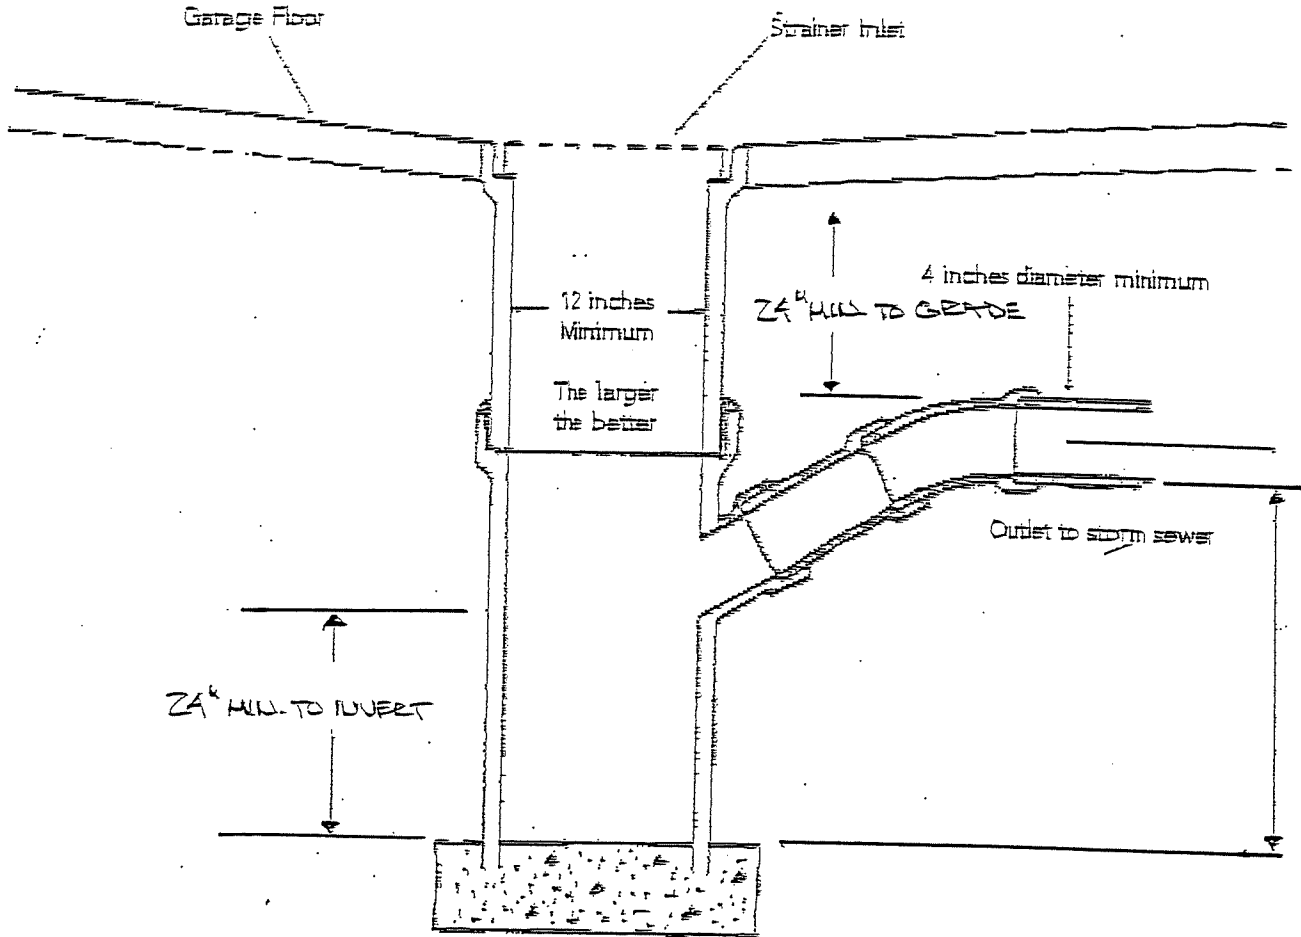 Garage Floor
Strainer Inlet
12 inches
Minimum
The larger
the better
4 inches diameter minimum
24" MIN. TO GRADE
Outlet to storm sewer
24" MIN. TO INVERT